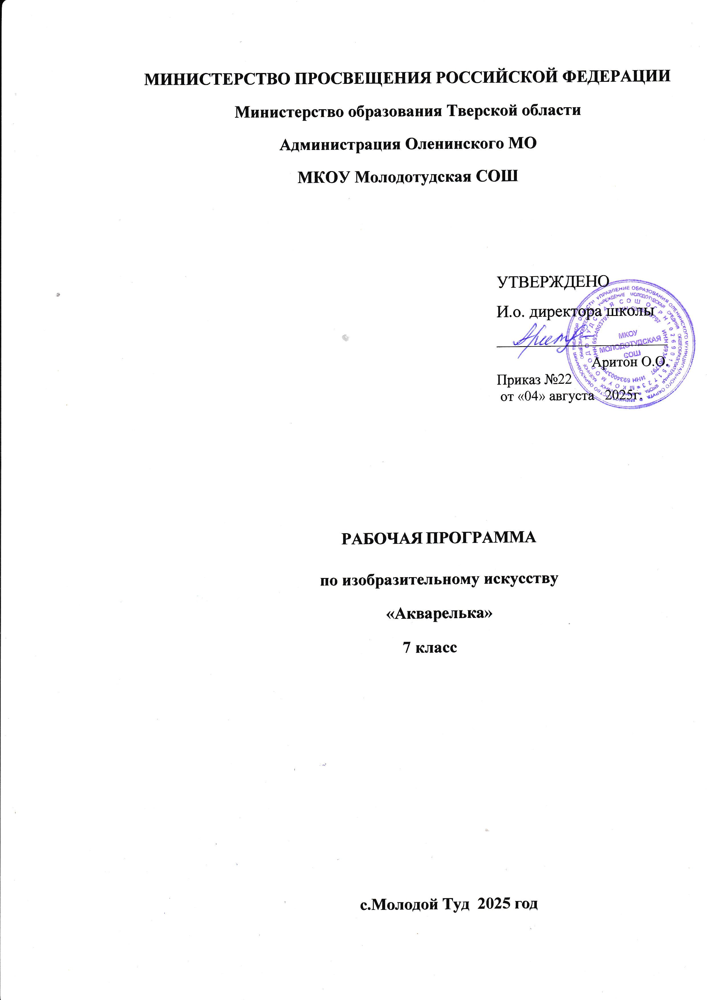 МИНИСТЕРСТВО ПРОСВЕЩЕНИЯ РОССИЙСКОЙ ФЕДЕРАЦИИ
Министерство образования Тверской области
Администрация Оленинского МО
МКОУ Молодотудская СОШ
УТВЕРЖДЕНО
И.о. директора школы
МКОУ
МОЛОДОТУДСКАЯ
СОШ
Аритон О.О.
Приказ №22
от «04» августа 2025г.
РАБОЧАЯ ПРОГРАММА
по изобразительному искусству
«Акварелька»
7 класс
с.Молодой Туд 2025 год